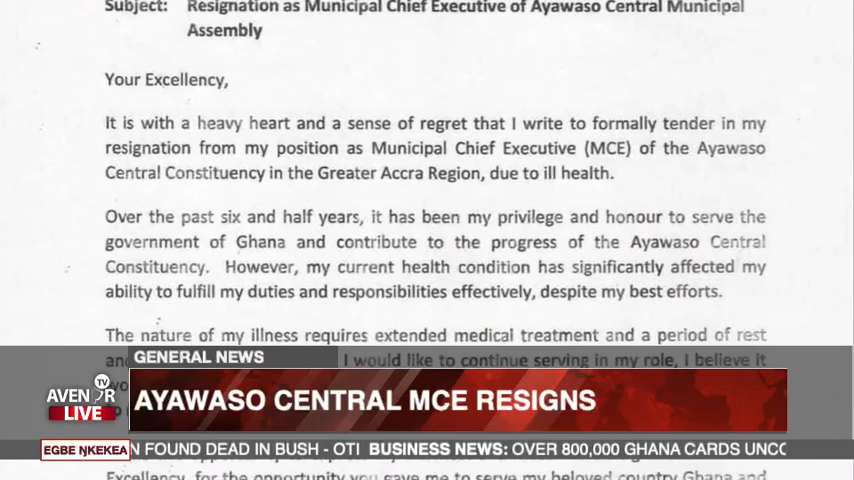 Subject: Resignation as Municipal Chief Executive of Ayawaso Central Municipal
Assembly
Your Excellency,
It is with a heavy heart and a sense of regret that I write to formally tender in my
resignation from my position as Municipal Chief Executive (MCE) of the Ayawaso
Central Constituency in the Greater Accra Region, due to ill health.
Over the past six and half years, it has been my privilege and honour to serve the
government of Ghana and contribute to the progress of the Ayawaso Central
Constituency. However, my current health condition has significantly affected my
ability to fulfill my duties and responsibilities effectively, despite my best efforts.
The nature of my illness requires extended medical treatment and a period of rest
I would like to continue serving in my role, i believe it
GENERAL NEWS
AVENOR TV
LIVE
AYAWASO CENTRAL MCE RESIGNS
EGBE ŊKEKEA
N FOUND DEAD IN BUSH - OTI BUSINESS NEWS: OVER 800,000 GHANA CARDS UNCO
Excellency, for the opportunity you gave me to serve my beloved country Ghana and